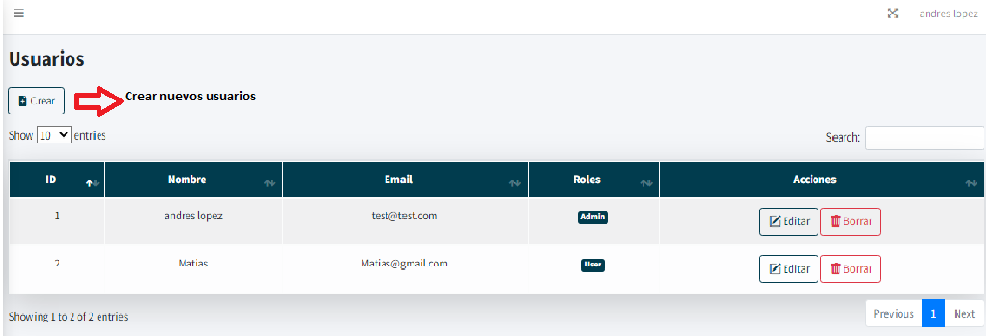 andres lopez
Usuarios
Crear
Crear nuevos usuarios
Show 10 entries
Search:
ID Nombre Email Roles Acciones
1 andres lopez test@test.com Admin Editar Borrar
2 Matias Matias@gmail.com User Editar Borrar
Showing 1 to 2 of 2 entries
Previous 1 Next